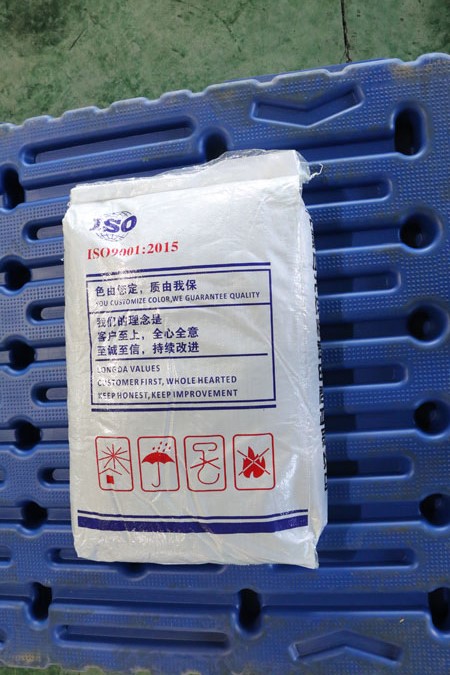 ISO
ISO9001:2015
色由您定，质由我保
YOU CUSTOMIZE COLOR,WE GUARANTEE QUALITY
我们的理念是
客户至上，全心全意
至诚至信，持续改进
LONGDA VALUES
CUSTOMER FIRST, WHOLE HEARTED
KEEP HONEST, KEEP IMPROVEMENT